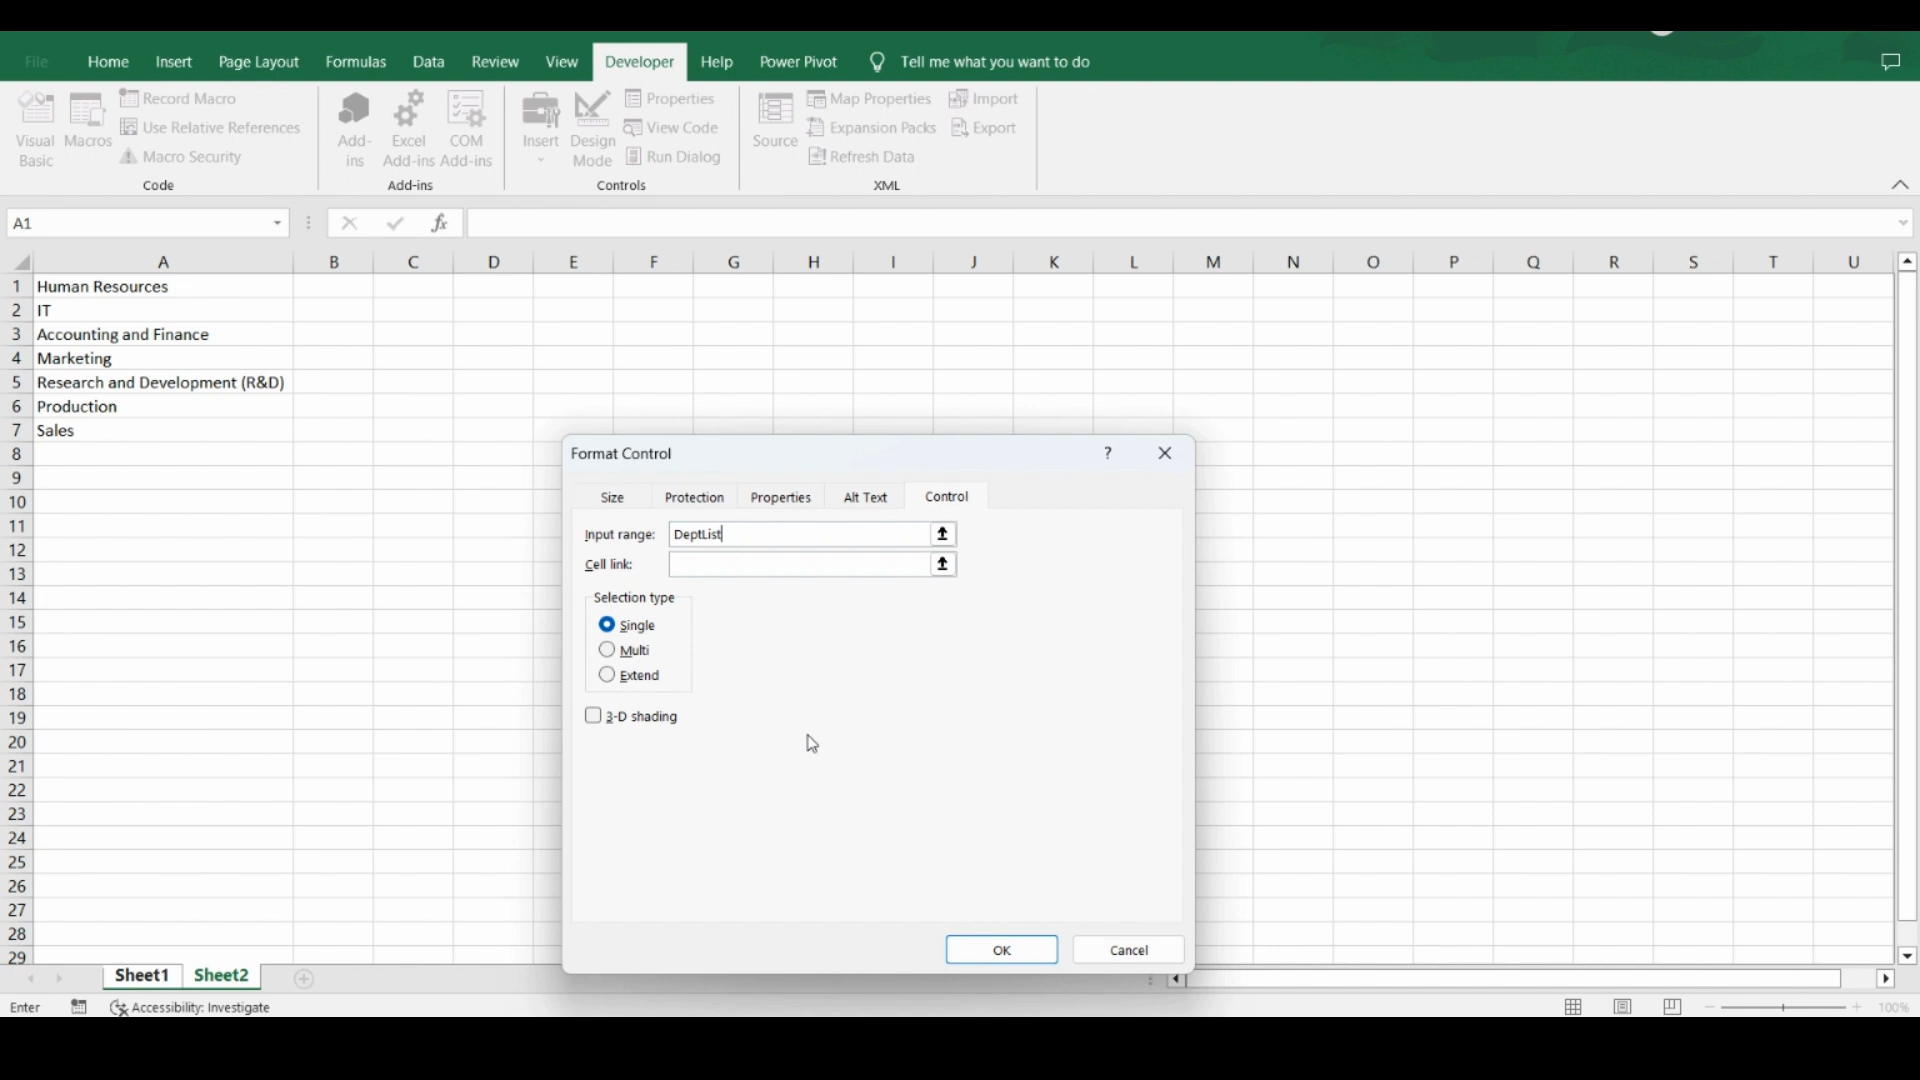 File Home Insert Page Layout Formulas Data Review View Developer Help Power Pivot Tell me what you want to do
Visual Basic
Macros
Record Macro
Use Relative References
Macro Security
Code
Add-ins
Excel Add-ins
COM Add-ins
Add-ins
Insert
Design Mode
Properties
View Code
Run Dialog
Controls
Source
Map Properties
Expansion Packs
Refresh Data
Import
Export
XML
A1
fx
A B C D E F G H I J K L M N O P Q R S T U
1 Human Resources
2 IT
3 Accounting and Finance
4 Marketing
5 Research and Development (R&D)
6 Production
7 Sales
8
9
10
11
12
13
14
15
16
17
18
19
20
21
22
23
24
25
26
27
28
29
Format Control ?
Size Protection Properties Alt Text Control
Input range: DeptList
Cell link:
Selection type
Single
Multi
Extend
3-D shading
OK Cancel
Sheet1 Sheet2
Enter Accessibility: Investigate 100%